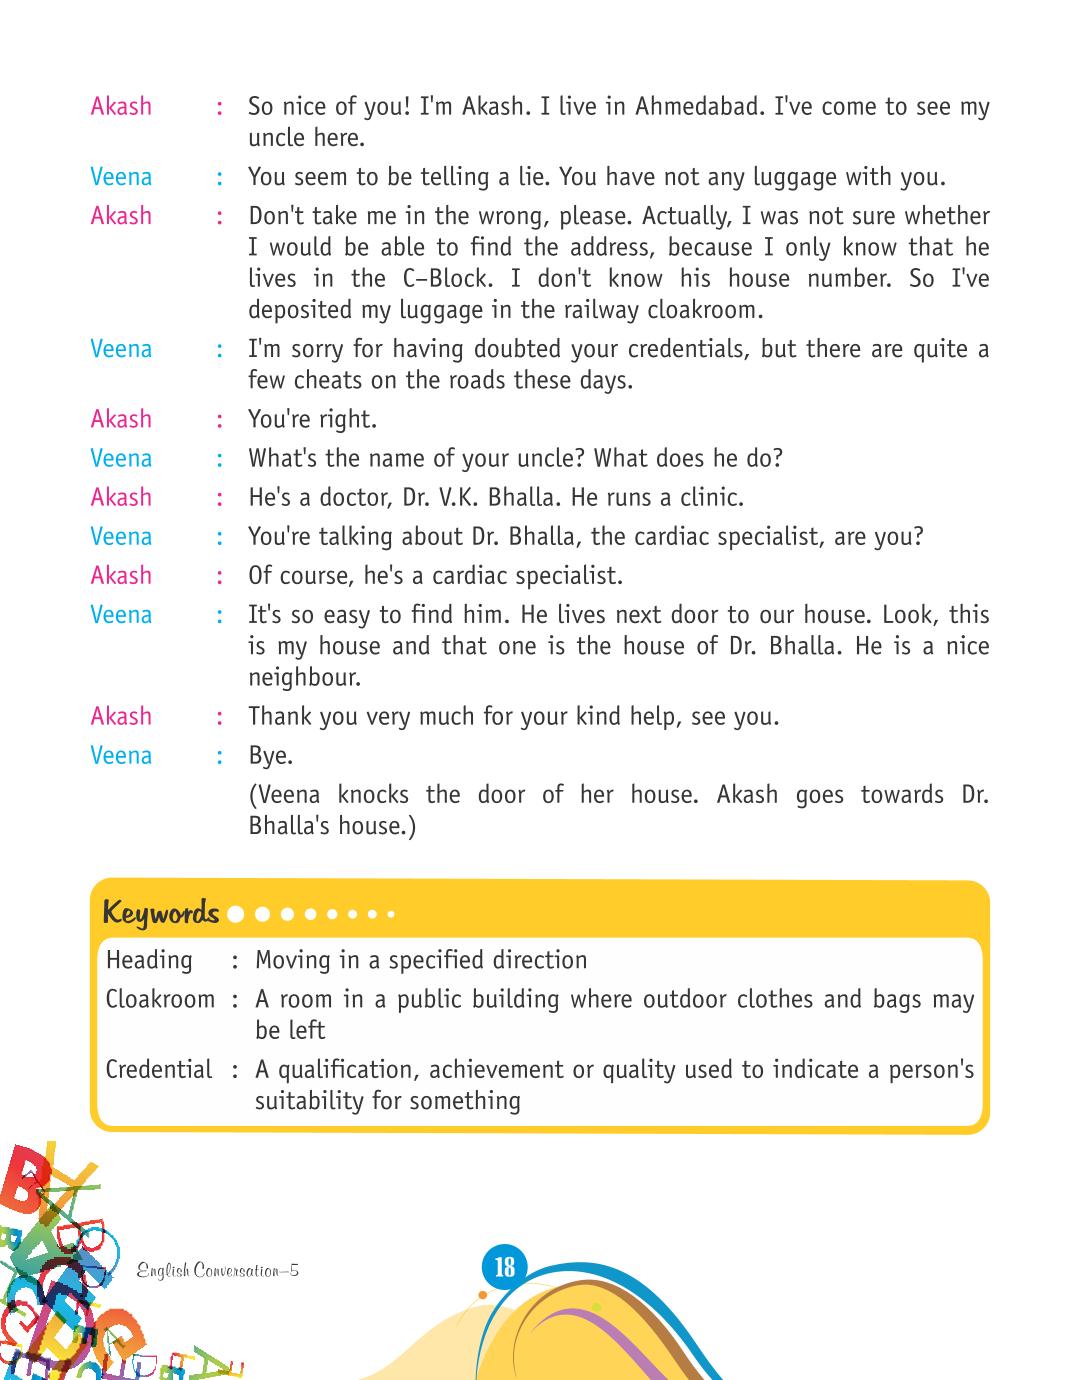 Akash : So nice of you! I'm Akash. I live in Ahmedabad. I've come to see my
uncle here.
Veena : You seem to be telling a lie. You have not any luggage with you.
Akash : Don't take me in the wrong, please. Actually, I was not sure whether
I would be able to find the address, because I only know that he
lives in the C–Block. I don't know his house number. So I've
deposited my luggage in the railway cloakroom.
Veena : I'm sorry for having doubted your credentials, but there are quite a
few cheats on the roads these days.
Akash : You're right.
Veena : What's the name of your uncle? What does he do?
Akash : He's a doctor, Dr. V.K. Bhalla. He runs a clinic.
Veena : You're talking about Dr. Bhalla, the cardiac specialist, are you?
Akash : Of course, he's a cardiac specialist.
Veena : It's so easy to find him. He lives next door to our house. Look, this
is my house and that one is the house of Dr. Bhalla. He is a nice
neighbour.
Akash : Thank you very much for your kind help, see you.
Veena : Bye.
(Veena knocks the door of her house. Akash goes towards Dr.
Bhalla's house.)
Keywords
Heading : Moving in a specified direction
Cloakroom : A room in a public building where outdoor clothes and bags may
be left
Credential : A qualification, achievement or quality used to indicate a person's
suitability for something
English Conversation–5
18